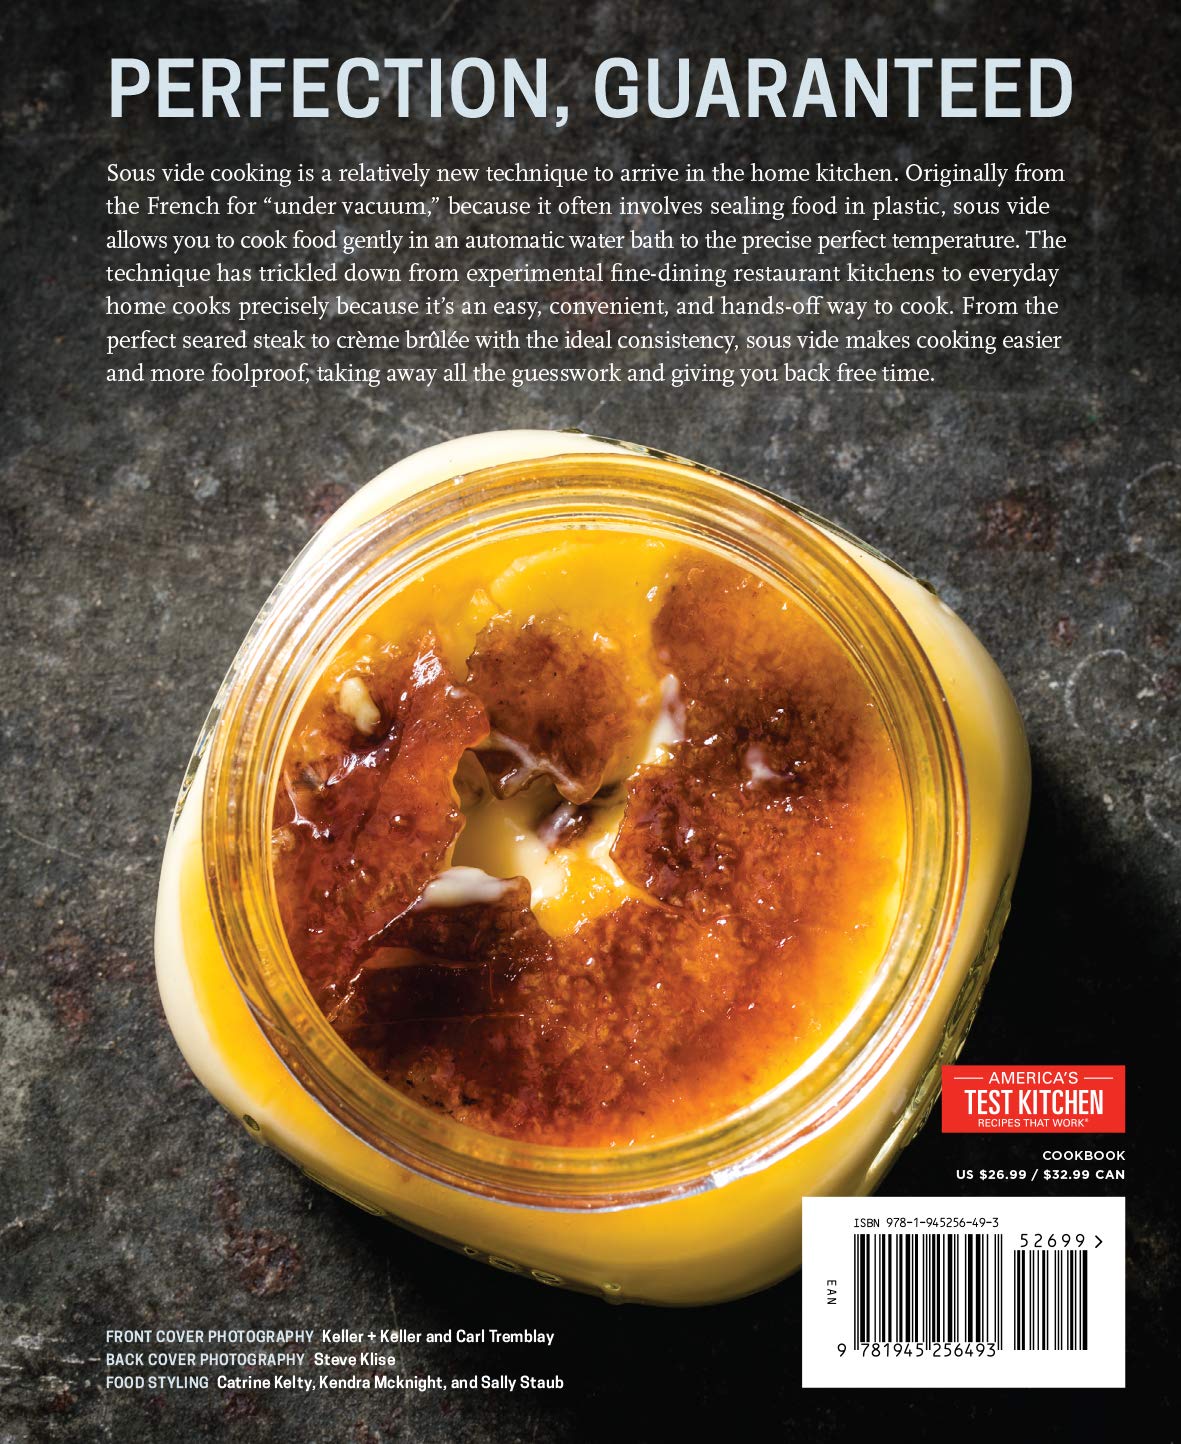 PERFECTION, GUARANTEED
Sous vide cooking is a relatively new technique to arrive in the home kitchen. Originally from
the French for “under vacuum,” because it often involves sealing food in plastic, sous vide
allows you to cook food gently in an automatic water bath to the precise perfect temperature. The
technique has trickled down from experimental fine-dining restaurant kitchens to everyday
home cooks precisely because it’s an easy, convenient, and hands-off way to cook. From the
perfect seared steak to crème brûlée with the ideal consistency, sous vide makes cooking easier
and more foolproof, taking away all the guesswork and giving you back free time.
AMERICA’S
TEST KITCHEN
RECIPES THAT WORK®
COOKBOOK
US $26.99 / $32.99 CAN
ISBN 978-1-945256-49-3
52699 >
EAN
9 781945 256493
FRONT COVER PHOTOGRAPHY Keller + Keller and Carl Tremblay
BACK COVER PHOTOGRAPHY Steve Klise
FOOD STYLING Catrine Kelty, Kendra Mcknight, and Sally Staub